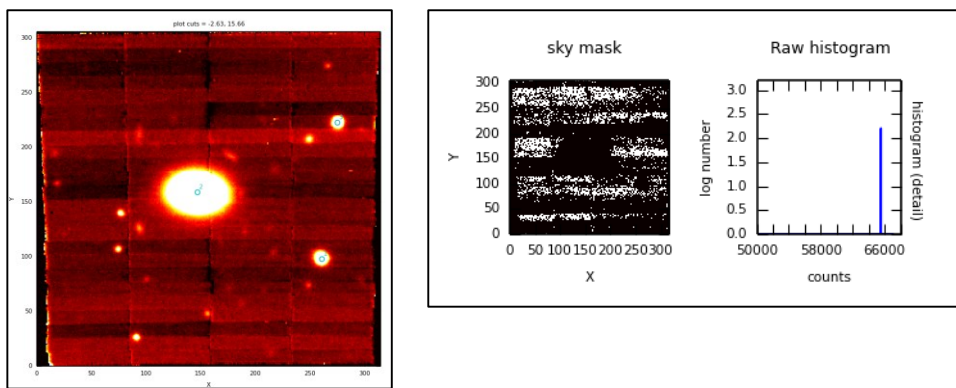 plot cuts = -2.63, 15.66
300
250
200
150
100
50
0
Y
0 50 100 150 200 250 300
X
sky mask
300
250
200
150
100
50
0
Y
0 50 100 150 200 250 300
X
Raw histogram
3.0
2.5
2.0
1.5
1.0
0.5
0.0
log number
50000 58000 66000
counts
histogram (detail)